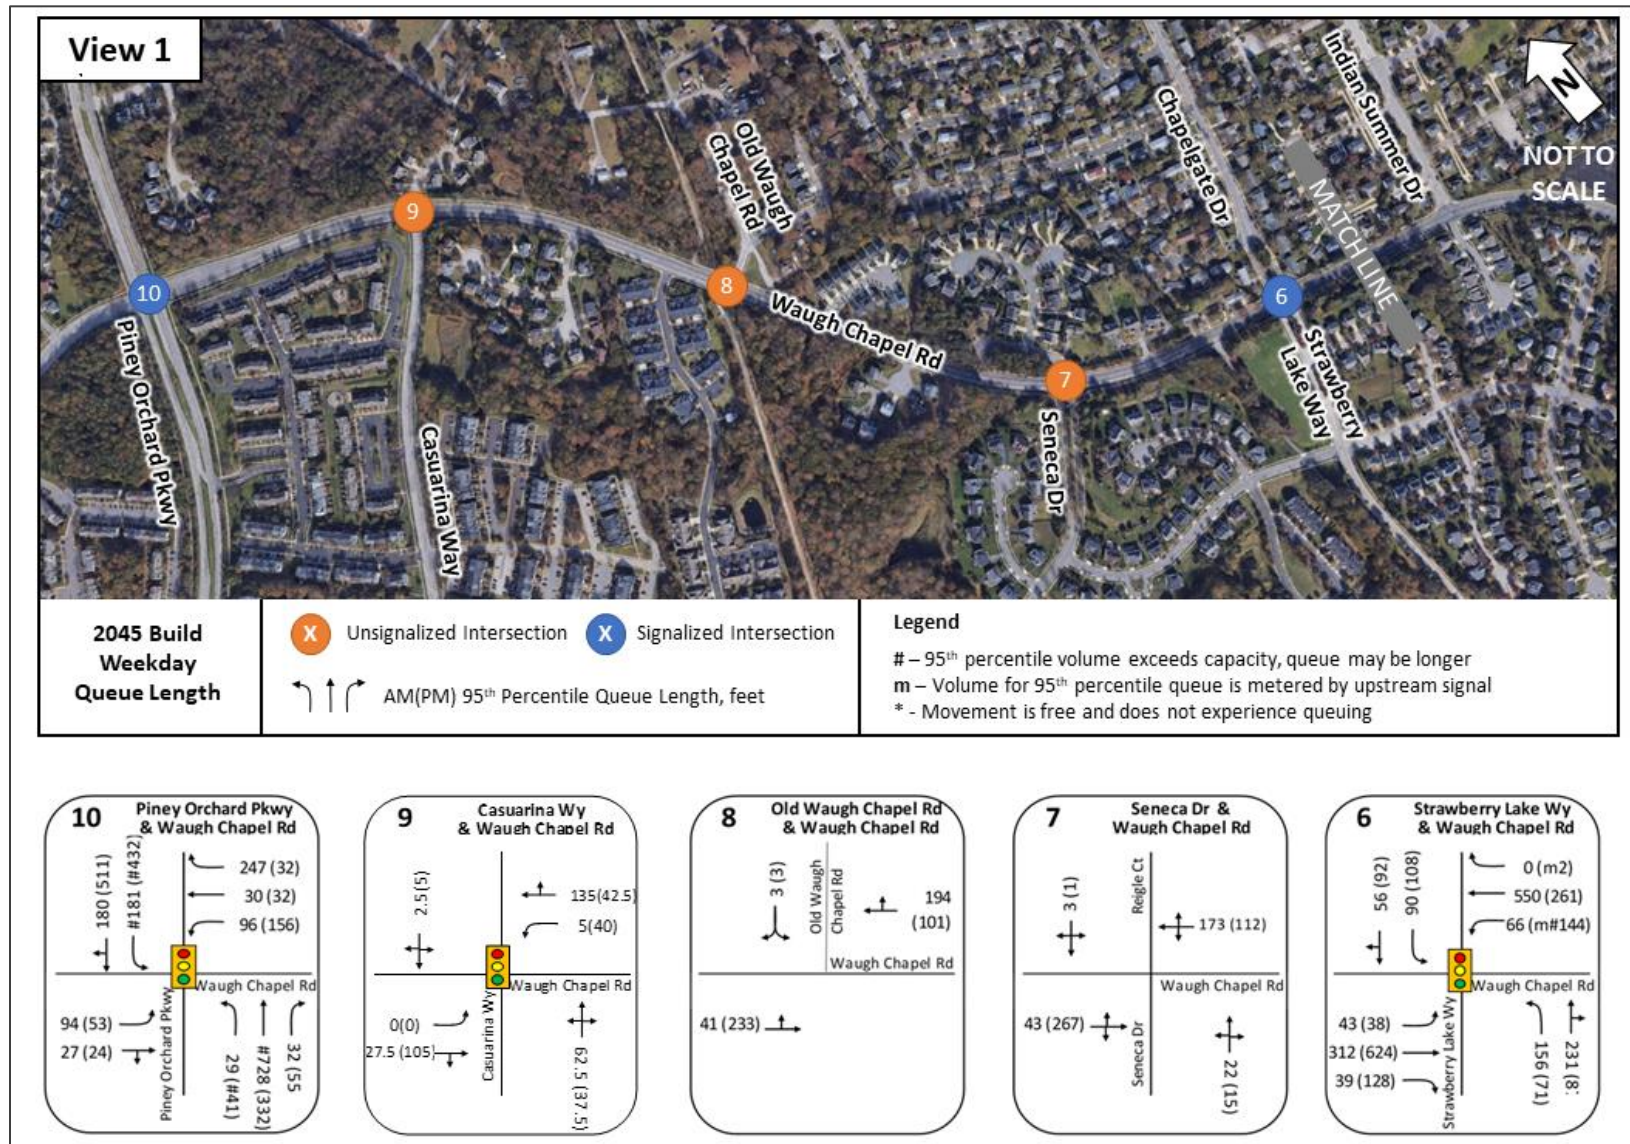 View 1
N
NOT TO
SCALE
Indian Summer Dr
Chapelgate Dr
MATCH LINE
Old Waugh
Chapel Rd
9
10
8
6
7
Waugh Chapel Rd
Piney Orchard Pkwy
Casuarina Way
Seneca Dr
Strawberry
Lake Way
2045 Build
Weekday
Queue Length
X Unsignalized Intersection X Signalized Intersection
AM(PM) 95th Percentile Queue Length, feet
Legend
# – 95th percentile volume exceeds capacity, queue may be longer
m – Volume for 95th percentile queue is metered by upstream signal
* - Movement is free and does not experience queuing
10 Piney Orchard Pkwy
& Waugh Chapel Rd
180 (511)
#181 (#432)
247 (32)
30 (32)
96 (156)
Waugh Chapel Rd
Piney Orchard Pkwy
94 (53)
27 (24)
29 (#41)
#728 (332)
32 (55
9 Casuarina Wy
& Waugh Chapel Rd
2.5(5)
135(42.5)
5(40)
Waugh Chapel Rd
Casuarina Wy
0(0)
27.5 (105)
62.5 (37.5)
8 Old Waugh Chapel Rd
& Waugh Chapel Rd
3 (3)
Old Waugh
Chapel Rd
194
(101)
Waugh Chapel Rd
41 (233)
7 Seneca Dr &
Waugh Chapel Rd
3 (1)
Reigle Ct
173 (112)
Waugh Chapel Rd
Seneca Dr
43 (267)
22 (15)
6 Strawberry Lake Wy
& Waugh Chapel Rd
56 (92)
90 (108)
0 (m2)
550 (261)
66 (m#144)
Waugh Chapel Rd
Strawberry Lake Wy
43 (38)
312 (624)
39 (128)
156 (71)
231 (8